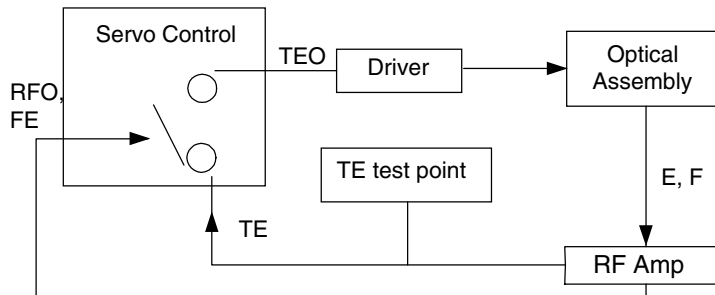 Servo Control
TEO
Driver
Optical
Assembly
RFO,
FE
TE test point
E, F
TE
RF Amp